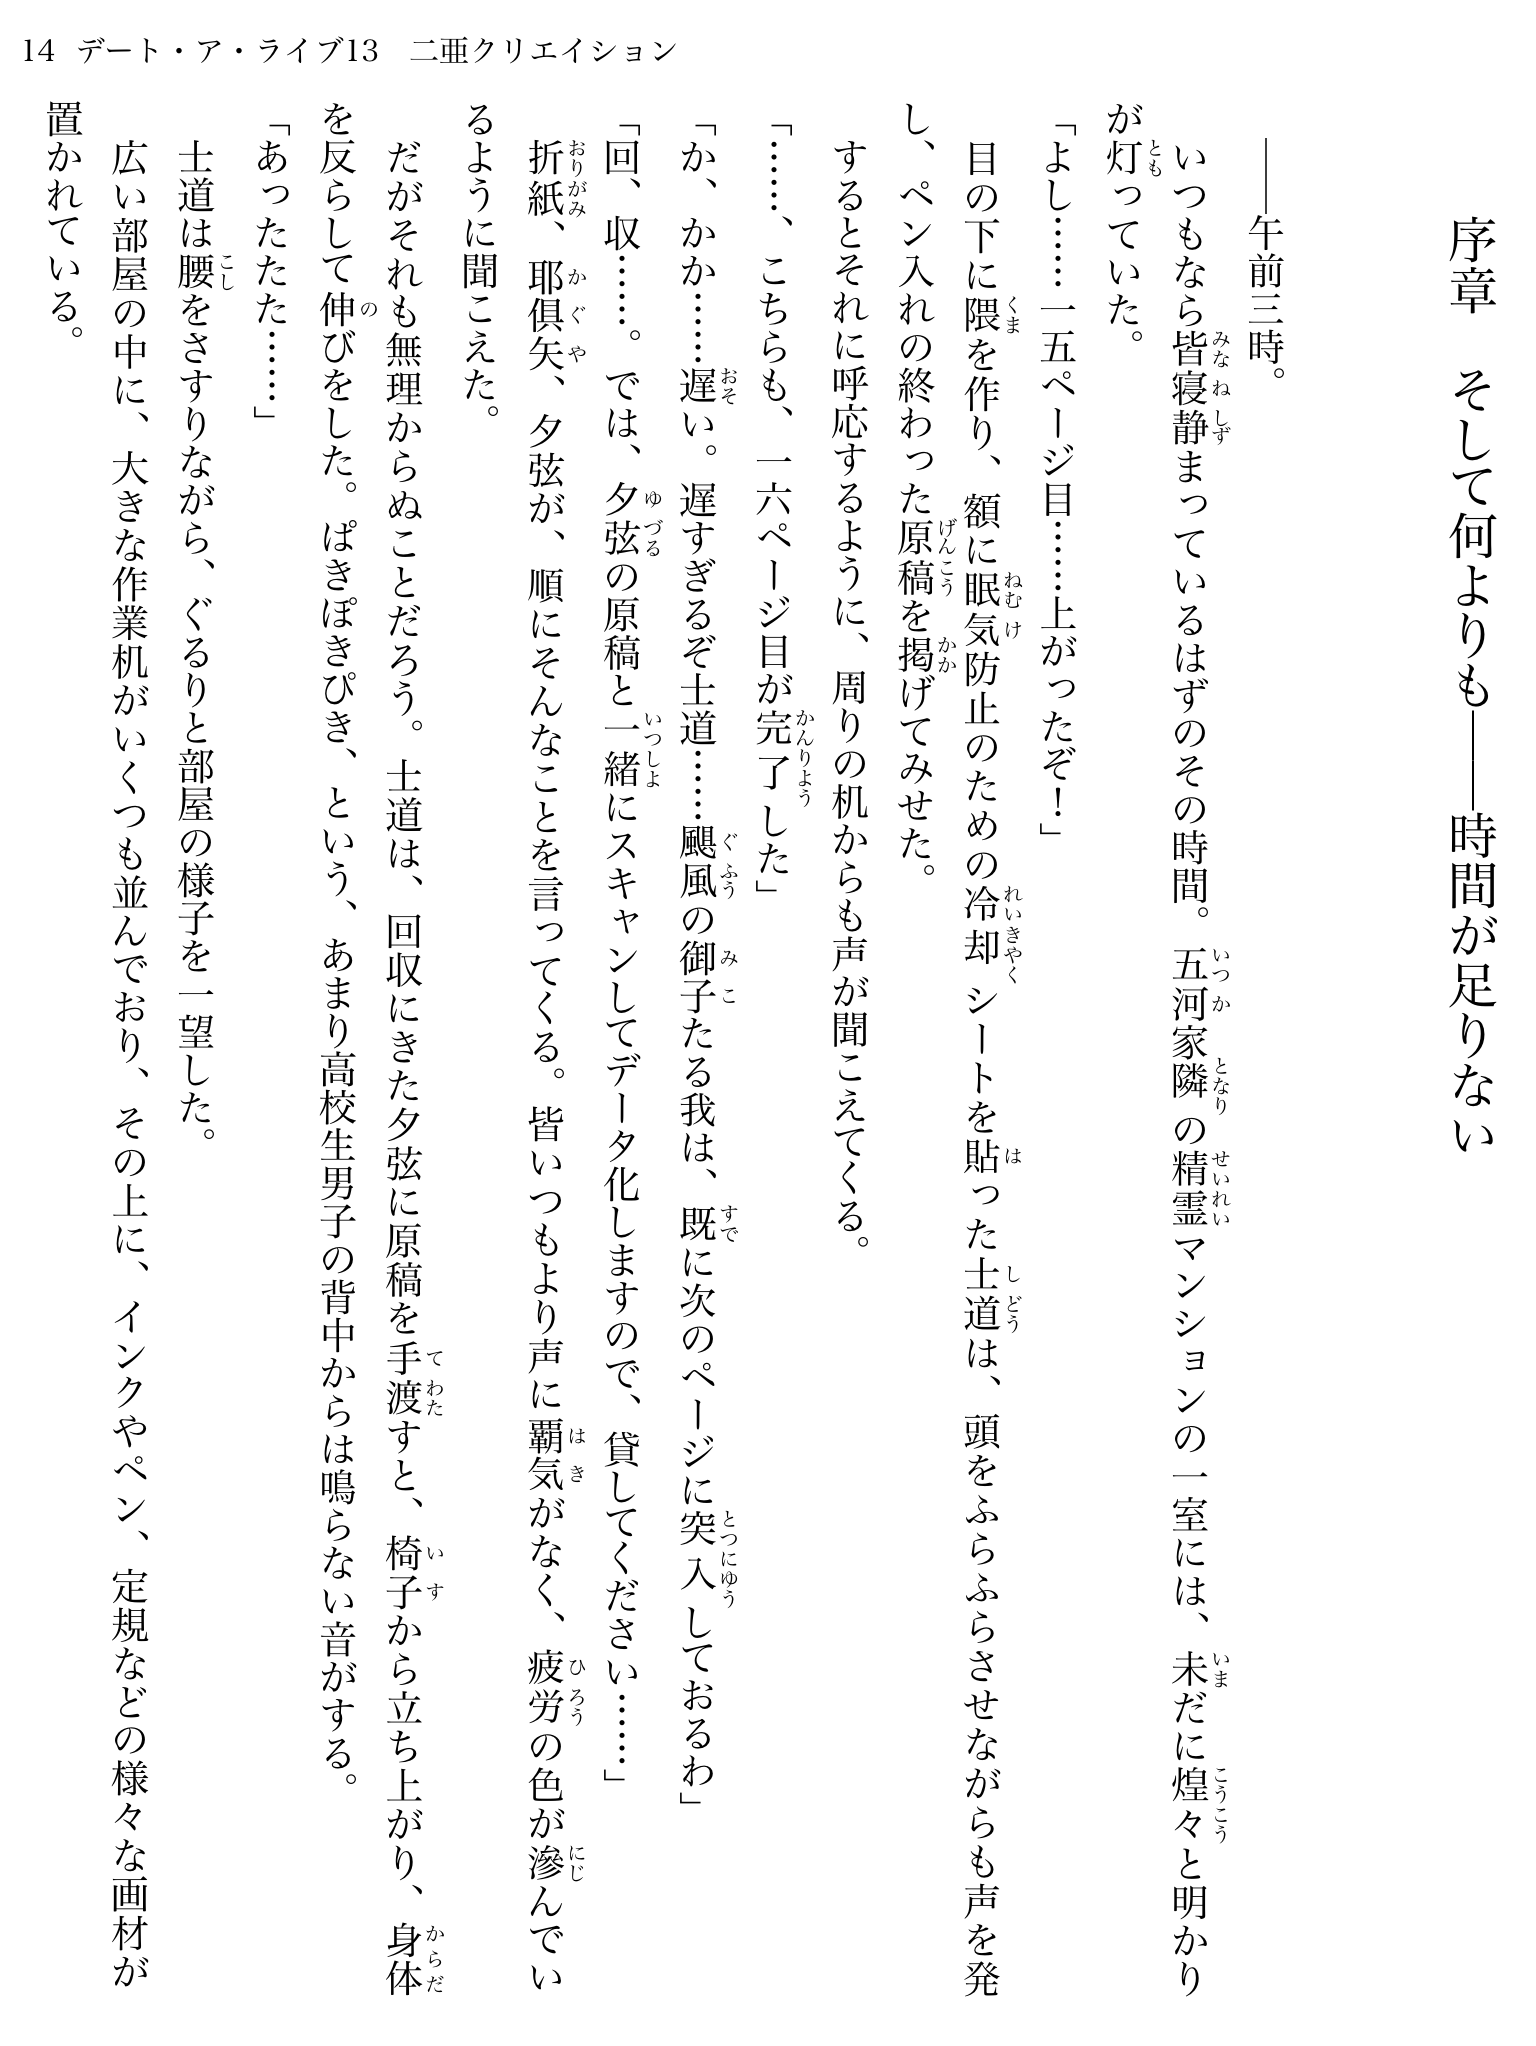 14 デート・ア・ライブ13 二亜クリエイション
序章 そして何よりも――時間が足りない
――午前三時。
いつもなら皆寝静まっているはずのその時間。五河家隣の精霊マンションの一室には、未だに煌々と明かり
が灯っていた。
「よし……一五ページ目……上がったぞ！」
目の下に隈を作り、額に眠気防止のための冷却シートを貼った士道は、頭をふらふらさせながらも声を発
し、ペン入れの終わった原稿を掲げてみせた。
するとそれに呼応するように、周りの机からも声が聞こえてくる。
「……、こちらも、一六ページ目が完了した」
「か、かか……遅い。遅すぎるぞ士道……颶風の御子たる我は、既に次のページに突入しておるわ」
「回、収……。では、夕弦の原稿と一緒にスキャンしてデータ化しますので、貸してください……」
折紙、耶倶矢、夕弦が、順にそんなことを言ってくる。皆いつもより声に覇気がなく、疲労の色が滲んでい
るように聞こえた。
だがそれも無理からぬことだろう。士道は、回収にきた夕弦に原稿を手渡すと、椅子から立ち上がり、身体
を反らして伸びをした。ぱきぽきぴき、という、あまり高校生男子の背中からは鳴らない音がする。
「あったたた……」
士道は腰をさすりながら、ぐるりと部屋の様子を一望した。
広い部屋の中に、大きな作業机がいくつも並んでおり、その上に、インクやペン、定規などの様々な画材が
置かれている。